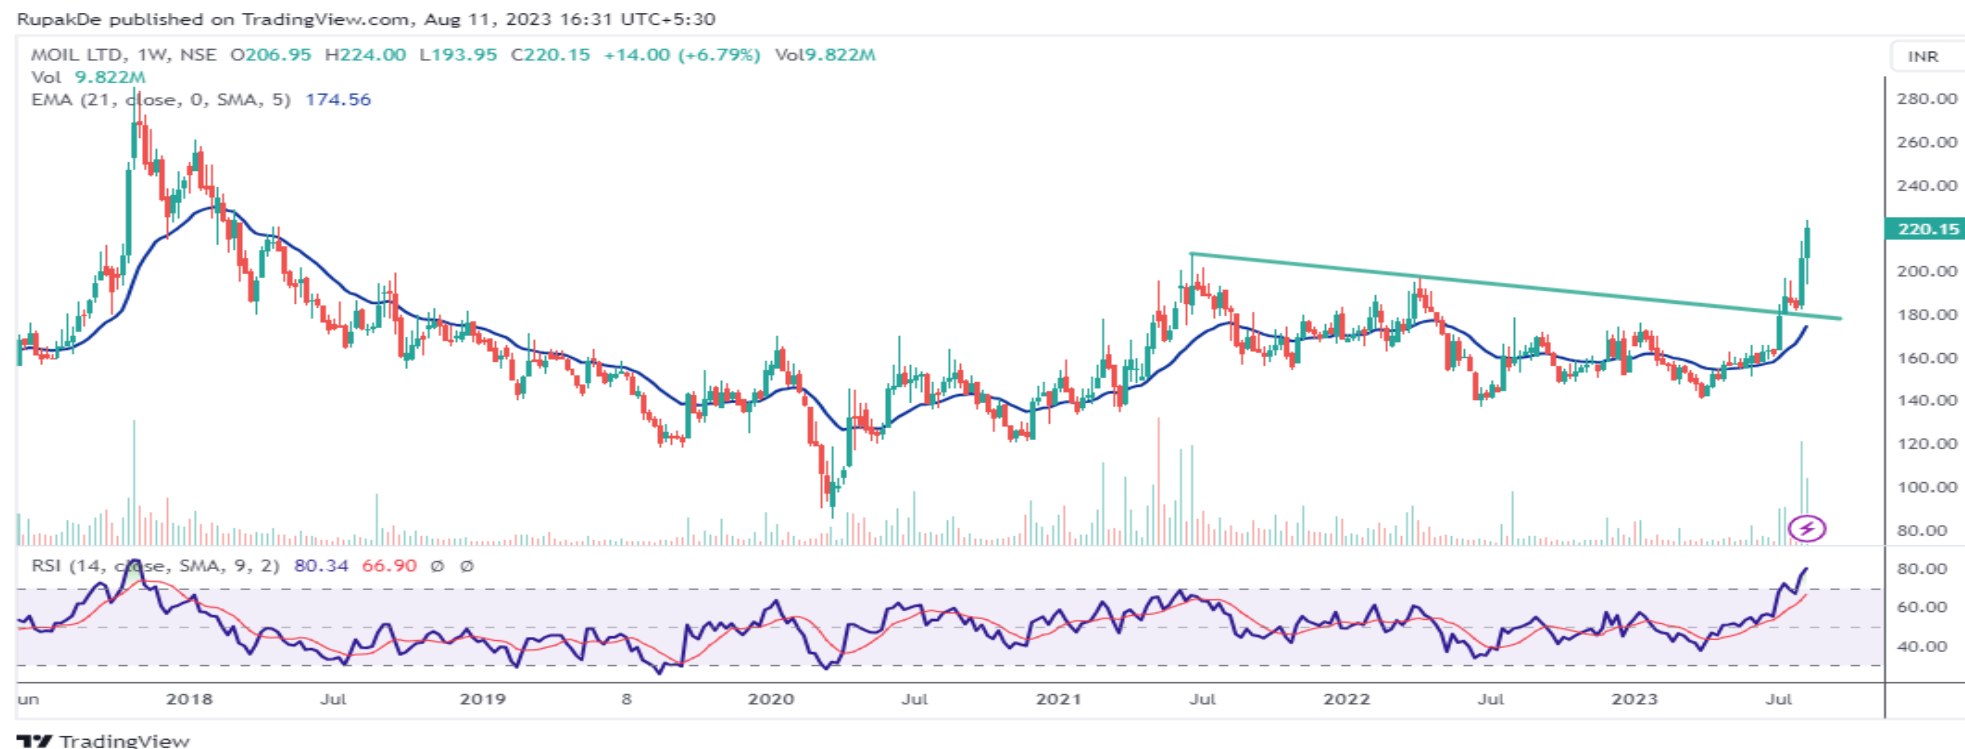 RupakDe published on TradingView.com, Aug 11, 2023 16:31 UTC+5:30
MOIL LTD, 1W, NSE O206.95 H224.00 L193.95 C220.15 +14.00 (+6.79%) Vol9.822M
INR
Vol 9.822M
EMA (21, close, 0, SMA, 5) 174.56
280.00
260.00
240.00
220.15
200.00
180.00
160.00
140.00
120.00
100.00
80.00
RSI (14, close, SMA, 9, 2) 80.34 66.90 Ø Ø
80.00
60.00
40.00
un 2018 Jul 2019 8 2020 Jul 2021 Jul 2022 Jul 2023 Jul
TradingView